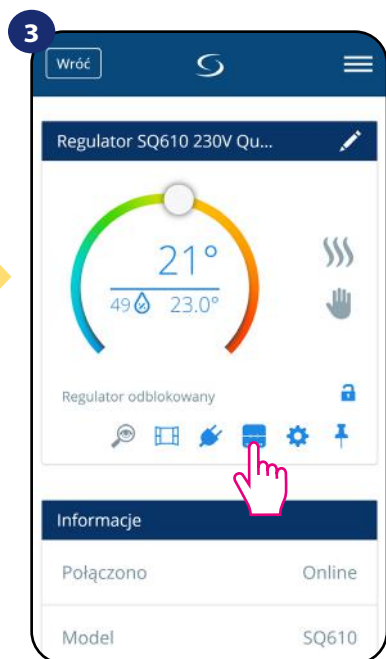 3
Wróć
Regulator SQ610 230V Qu...
21°
49 23.0°
Regulator odblokowany
Informacje
Połączono Online
Model SQ610